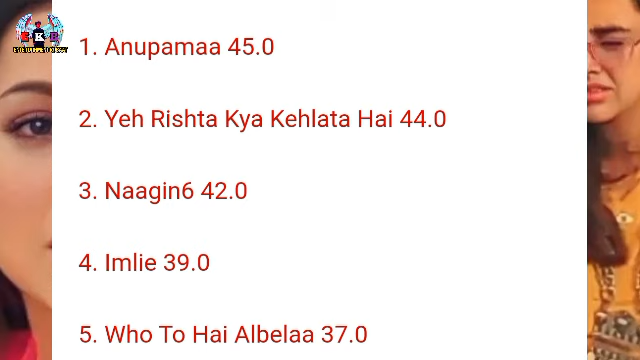 EKB
1. Anupamaa 45.0
2. Yeh Rishta Kya Kehlata Hai 44.0
3. Naagin6 42.0
4. Imlie 39.0
5. Who To Hai Albelaa 37.0